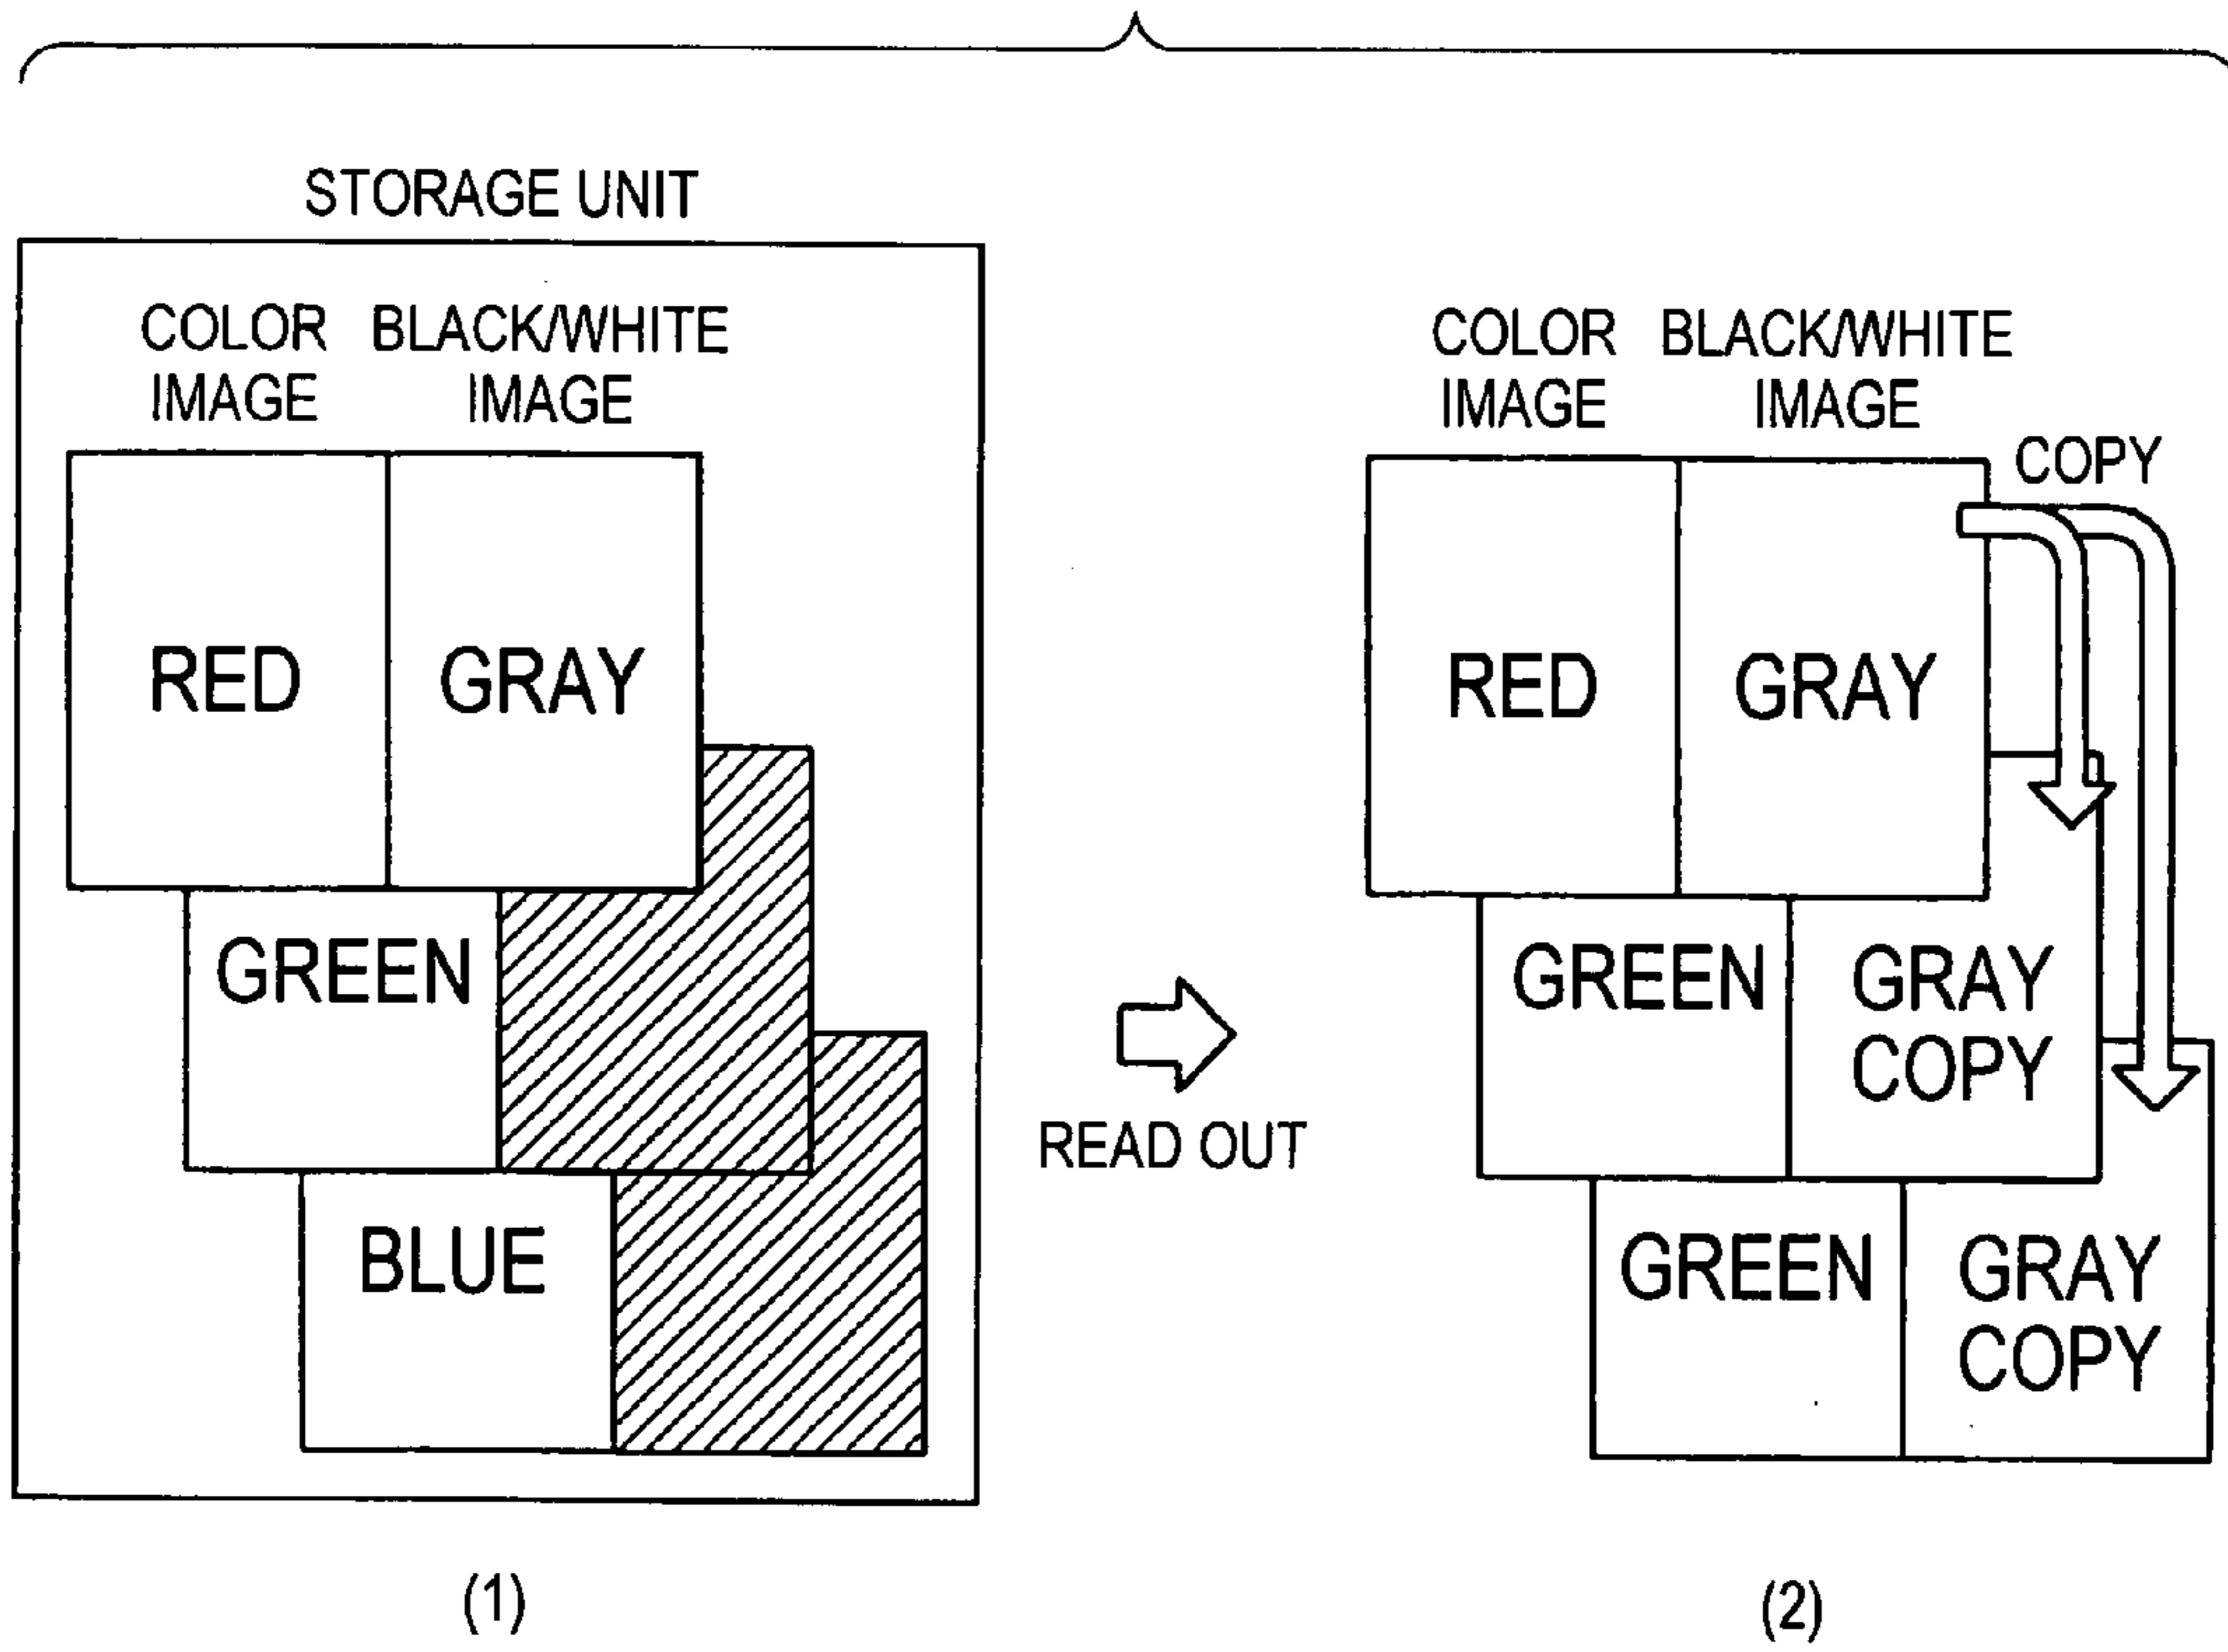 STORAGE UNIT
COLOR IMAGE
BLACK/WHITE IMAGE
RED
GRAY
GREEN
BLUE
(1)
READ OUT
COLOR IMAGE
BLACK/WHITE IMAGE
COPY
RED
GRAY
GREEN
GRAY
COPY
GREEN
GRAY
COPY
(2)